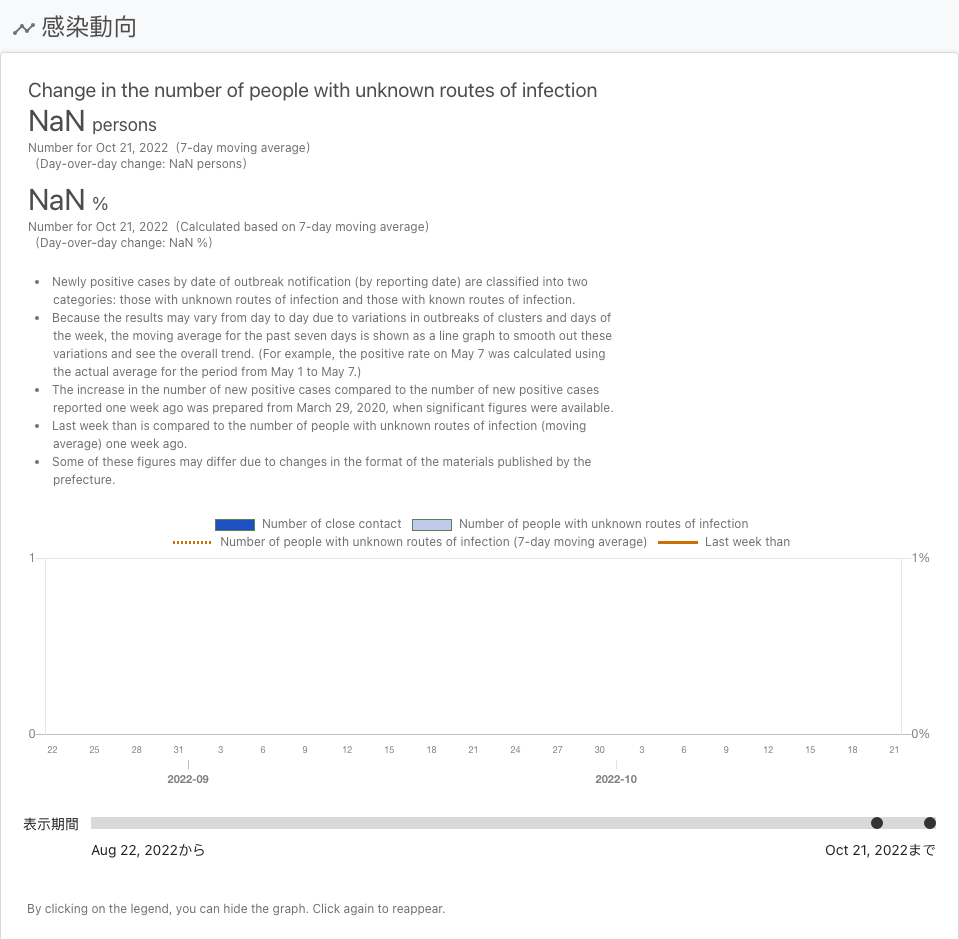 感染動向
Change in the number of people with unknown routes of infection
NaN persons
Number for Oct 21, 2022 (7-day moving average)
(Day-over-day change: NaN persons)
NaN %
Number for Oct 21, 2022 (Calculated based on 7-day moving average)
(Day-over-day change: NaN %)
• Newly positive cases by date of outbreak notification (by reporting date) are classified into two
categories: those with unknown routes of infection and those with known routes of infection.
• Because the results may vary from day to day due to variations in outbreaks of clusters and days of
the week, the moving average for the past seven days is shown as a line graph to smooth out these
variations and see the overall trend. (For example, the positive rate on May 7 was calculated using
the actual average for the period from May 1 to May 7.)
• The increase in the number of new positive cases compared to the number of new positive cases
reported one week ago was prepared from March 29, 2020, when significant figures were available.
• Last week than is compared to the number of people with unknown routes of infection (moving
average) one week ago.
• Some of these figures may differ due to changes in the format of the materials published by the
prefecture.
Number of close contact Number of people with unknown routes of infection
Number of people with unknown routes of infection (7-day moving average) Last week than
1 1%
0 0%
22 25 28 31 3 6 9 12 15 18 21 24 27 30 3 6 9 12 15 18 21
2022-09 2022-10
表示期間
Aug 22, 2022から Oct 21, 2022まで
By clicking on the legend, you can hide the graph. Click again to reappear.